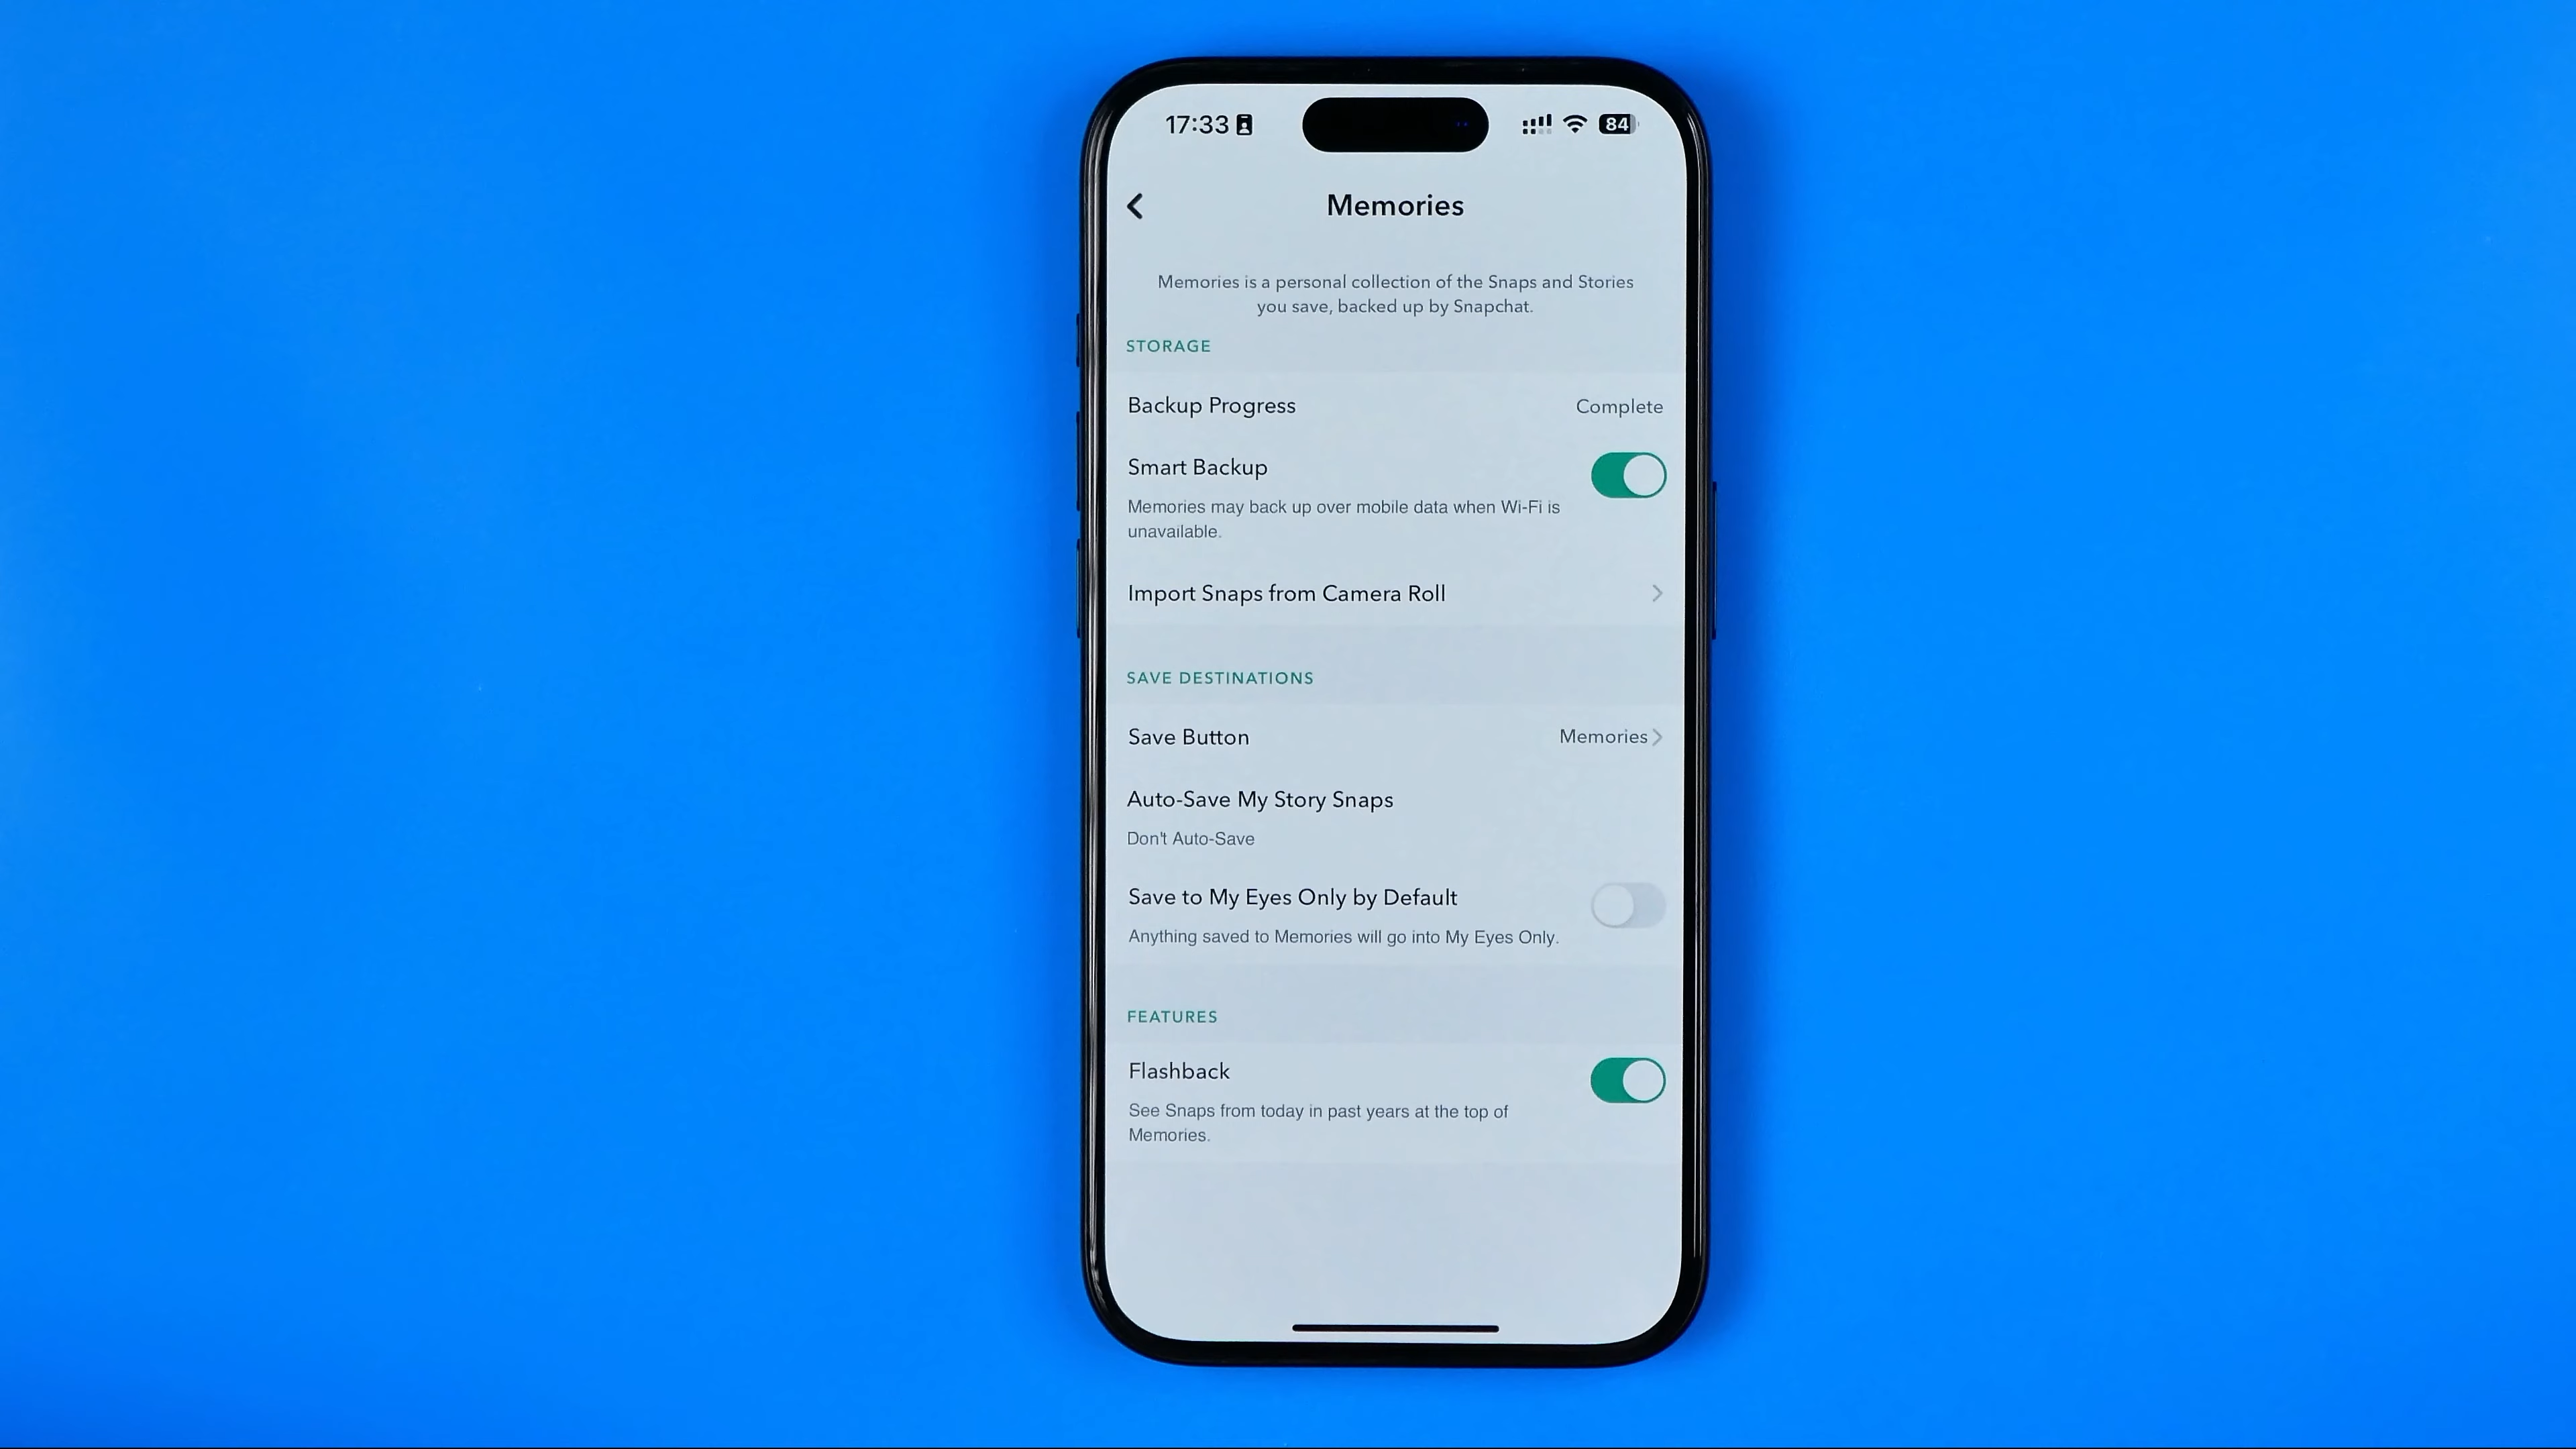 17:33
84
Memories
Memories is a personal collection of the Snaps and Stories
you save, backed up by Snapchat.
STORAGE
Backup Progress
Complete
Smart Backup
Memories may back up over mobile data when Wi-Fi is
unavailable.
Import Snaps from Camera Roll
SAVE DESTINATIONS
Save Button
Memories
Auto-Save My Story Snaps
Don't Auto-Save
Save to My Eyes Only by Default
Anything saved to Memories will go into My Eyes Only.
FEATURES
Flashback
See Snaps from today in past years at the top of
Memories.